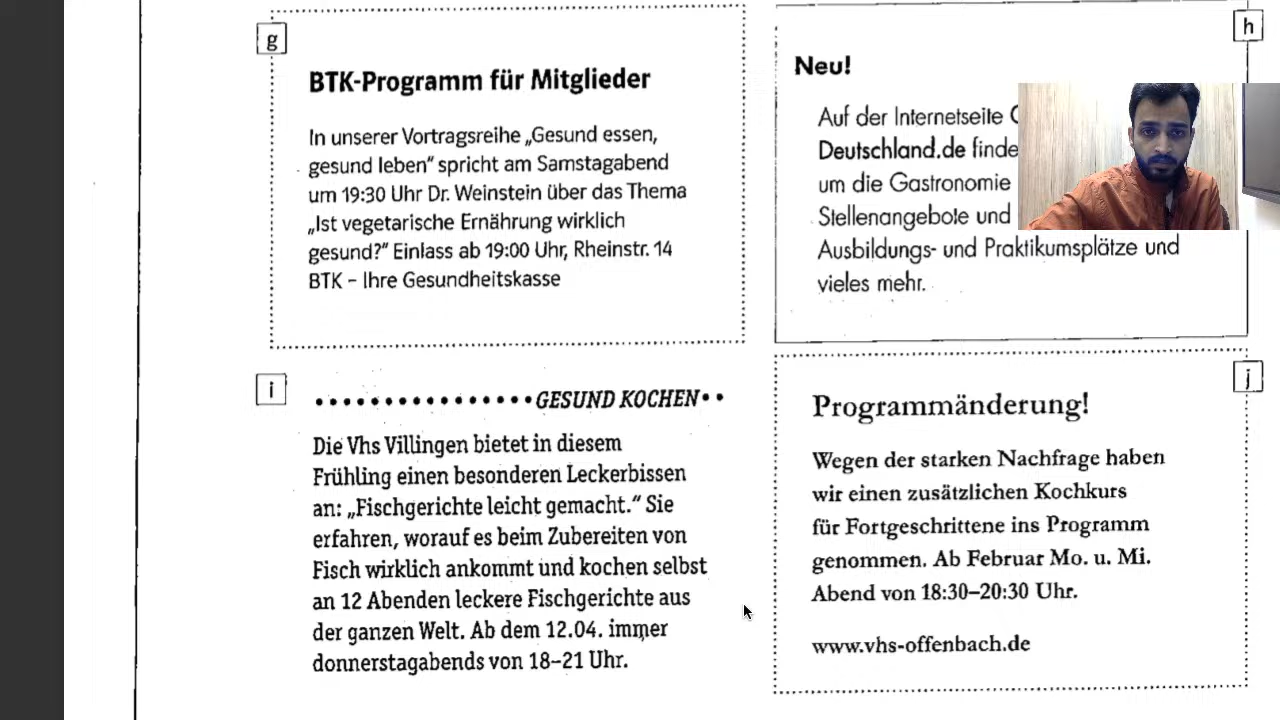 g
BTK-Programm für Mitglieder
In unserer Vortragsreihe „Gesund essen,
gesund leben“ spricht am Samstagabend
um 19:30 Uhr Dr. Weinstein über das Thema
„Ist vegetarische Ernährung wirklich
gesund?“ Einlass ab 19:00 Uhr, Rheinstr. 14
BTK – Ihre Gesundheitskasse
h
Neu!
Auf der Internetseite
Deutschland.de
um die Gastronomie
Stellenangebote und
Ausbildungs- und Praktikumsplätze und
vieles mehr.
i
GESUND KOCHEN
Die Vhs Villingen bietet in diesem
Frühling einen besonderen Leckerbissen
an: „Fischgerichte leicht gemacht.“ Sie
erfahren, worauf es beim Zubereiten von
Fisch wirklich ankommt und kochen selbst
an 12 Abenden leckere Fischgerichte aus
der ganzen Welt. Ab dem 12.04. immer
donnerstagabends von 18–21 Uhr.
j
Programmänderung!
Wegen der starken Nachfrage haben
wir einen zusätzlichen Kochkurs
für Fortgeschrittene ins Programm
genommen. Ab Februar Mo. u. Mi.
Abend von 18:30–20:30 Uhr.
www.vhs-offenbach.de